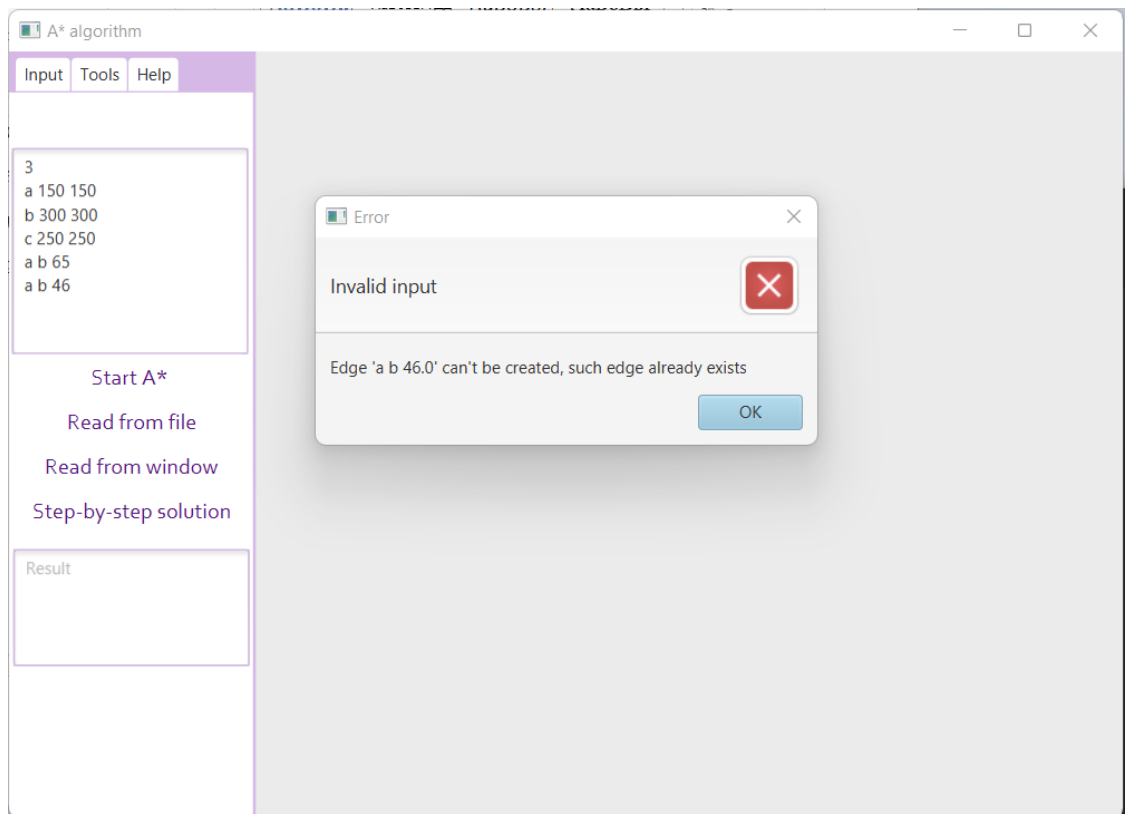 A* algorithm
Input Tools Help
3
a 150 150
b 300 300
c 250 250
a b 65
a b 46
Start A*
Read from file
Read from window
Step-by-step solution
Result
Error
Invalid input
Edge 'a b 46.0' can't be created, such edge already exists
OK